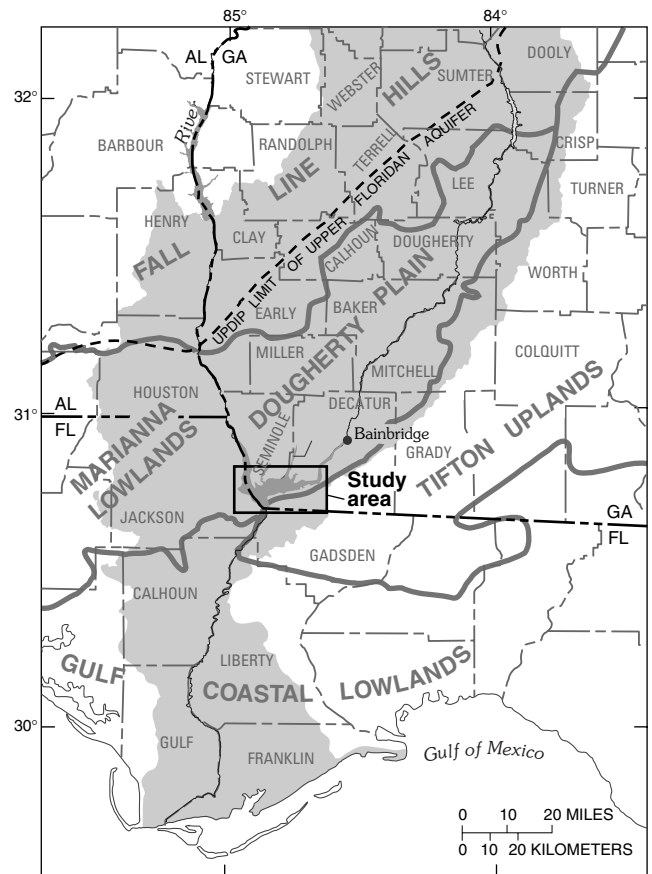 85°
84°
AL GA
DOOLY
STEWART
WEBSTER
HILLS
SUMTER
32°
River
BARBOUR
RANDOLPH
TERRELL
CRISP
LINE
LEE
TURNER
HENRY
CLAY
CALHOUN
DOUGHERTY
FALL
UPDIP LIMIT OF UPPER FLORIDAN AQUIFER
WORTH
EARLY
BAKER
MILLER
DOUGHERTY PLAIN
COLQUITT
MITCHELL
HOUSTON
DECATUR
31°
AL
FL
MARIANNA
LOWLANDS
SEMINOLE
Bainbridge
GRADY
TIFTON UPLANDS
Study
area
JACKSON
GA
FL
GADSDEN
CALHOUN
LIBERTY
GULF COASTAL LOWLANDS
30°
GULF
FRANKLIN
Gulf of Mexico
0 10 20 MILES
0 10 20 KILOMETERS